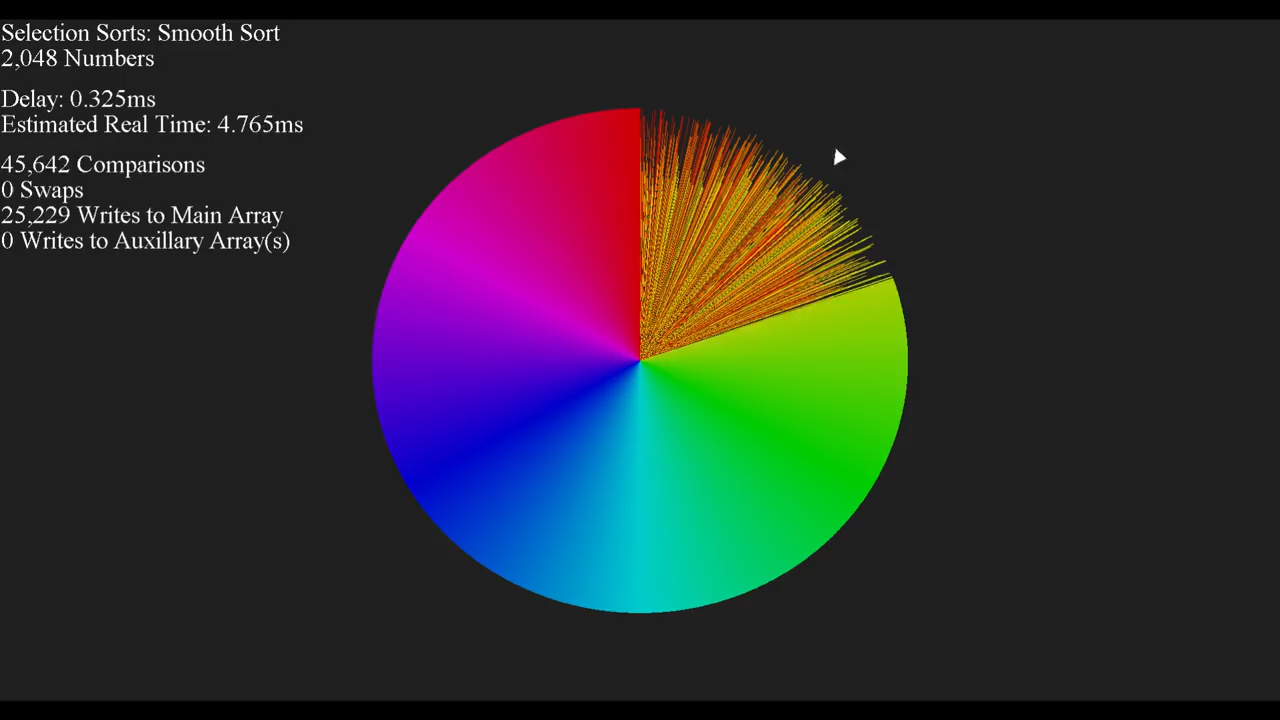 Selection Sorts: Smooth Sort
2,048 Numbers
Delay: 0.325ms
Estimated Real Time: 4.765ms
45,642 Comparisons
0 Swaps
25,229 Writes to Main Array
0 Writes to Auxillary Array(s)